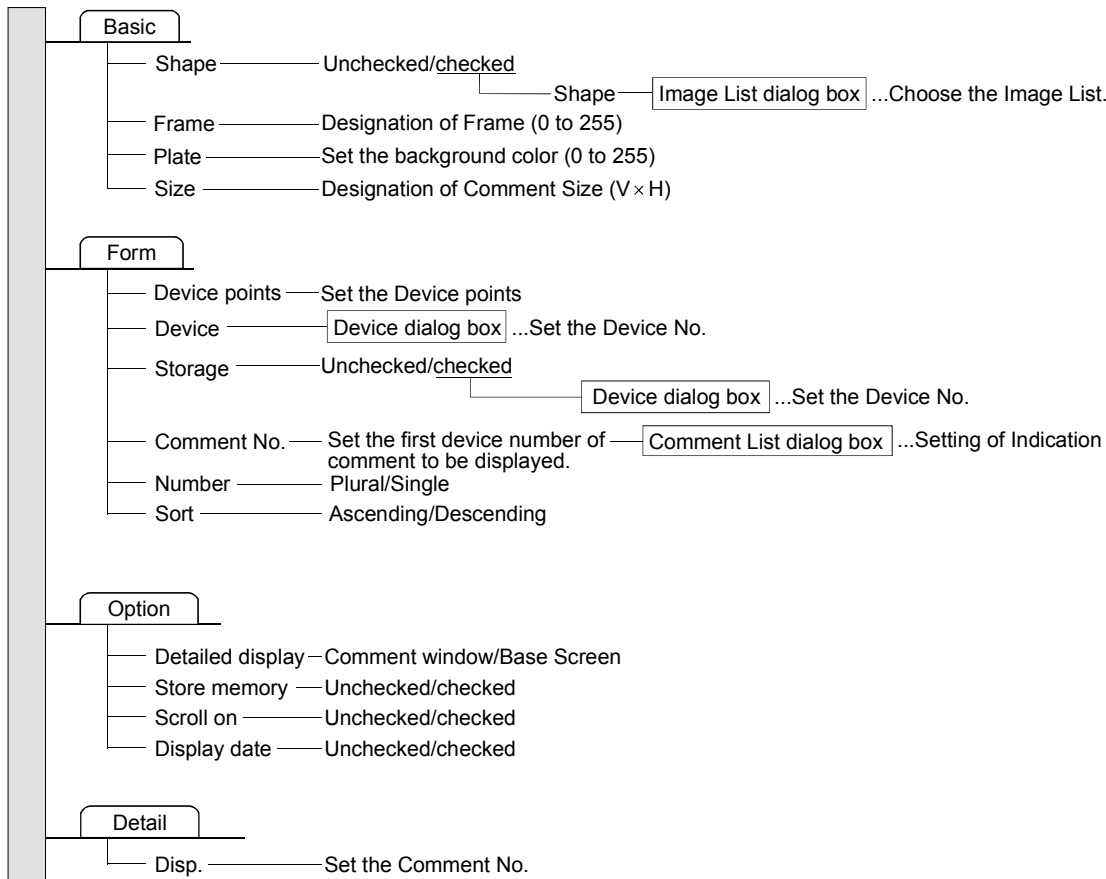 Basic
Shape Unchecked/checked
Shape Image List dialog box ...Choose the Image List.
Frame Designation of Frame (0 to 255)
Plate Set the background color (0 to 255)
Size Designation of Comment Size (V×H)
Form
Device points Set the Device points
Device Device dialog box ...Set the Device No.
Storage Unchecked/checked
Device dialog box ...Set the Device No.
Comment No. Set the first device number of Comment List dialog box ...Setting of Indication
comment to be displayed.
Number Plural/Single
Sort Ascending/Descending
Option
Detailed display Comment window/Base Screen
Store memory Unchecked/checked
Scroll on Unchecked/checked
Display date Unchecked/checked
Detail
Disp. Set the Comment No.